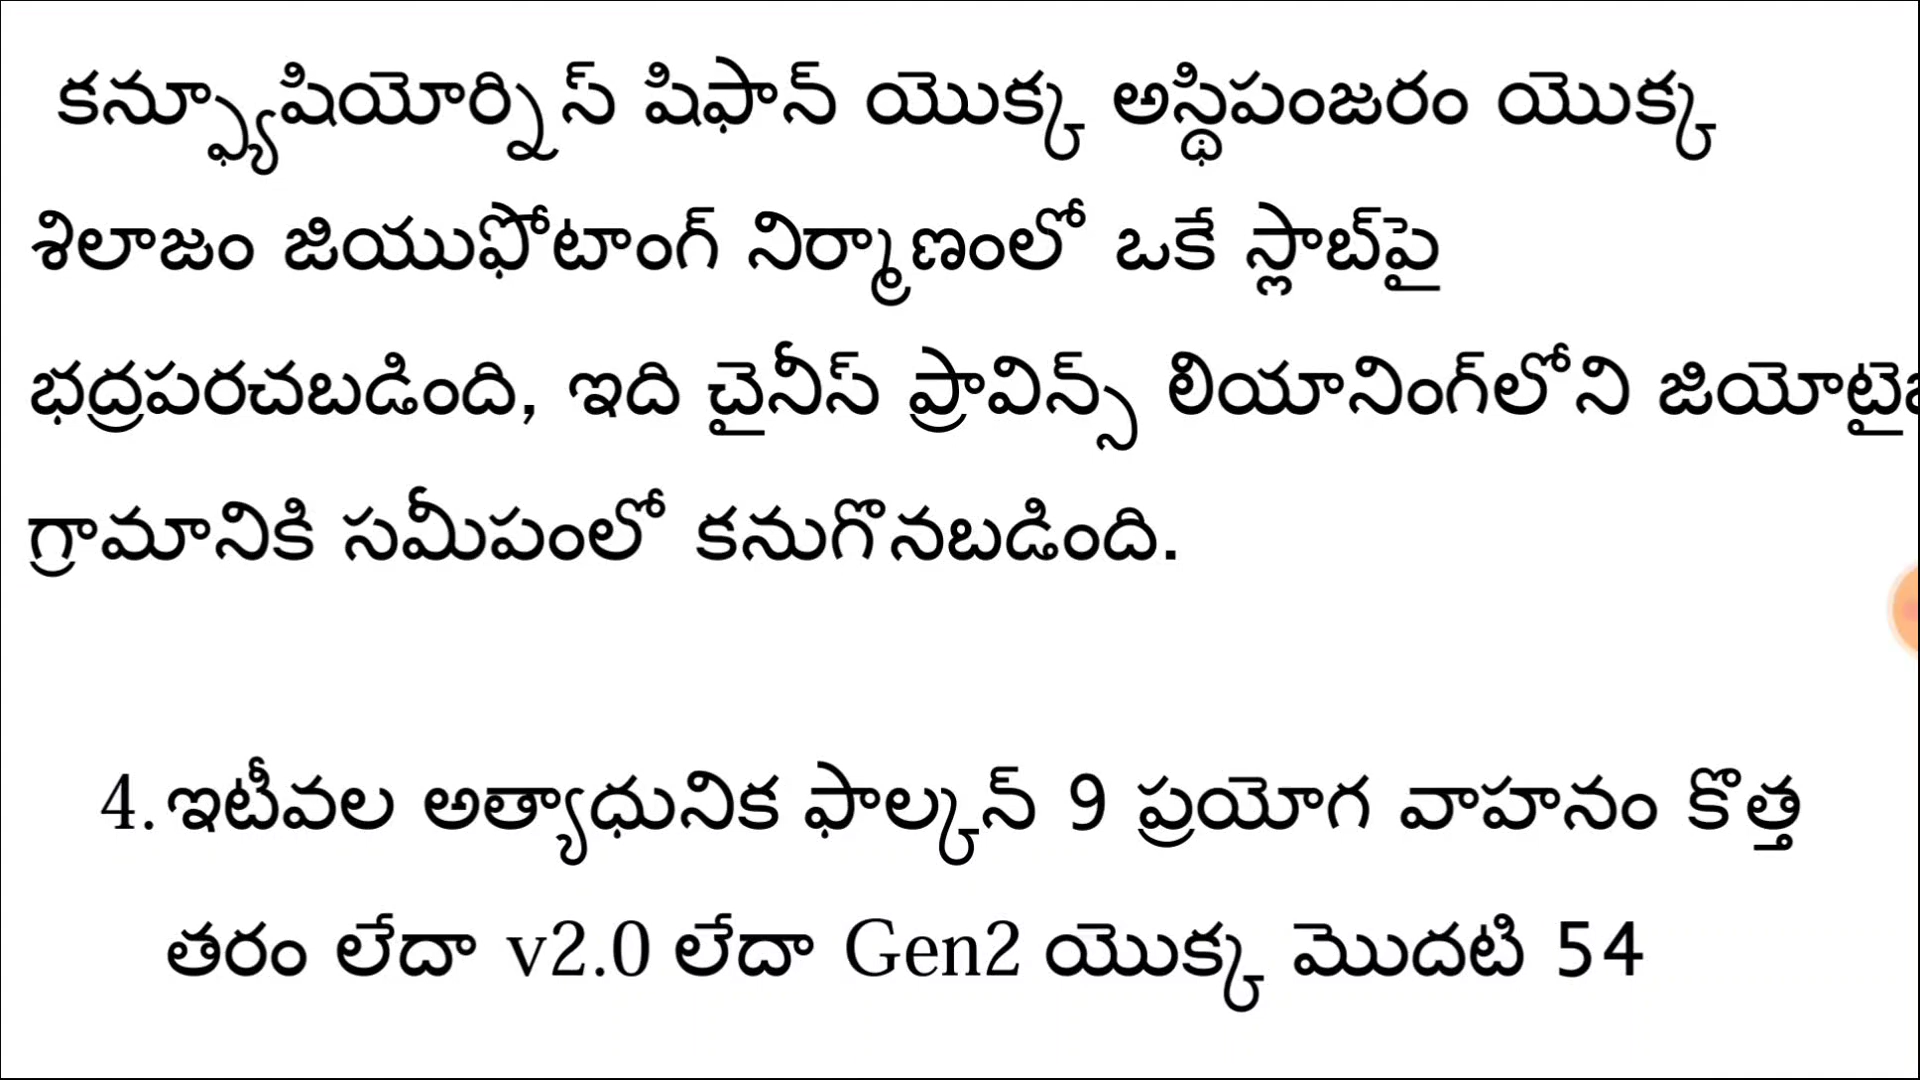 కన్ఫ్యూషియోర్నిస్ షిఫాన్ యొక్క అస్థిపంజరం యొక్క
శిలాజం జియుఫోటాంగ్ నిర్మాణంలో ఒకే స్లాబ్‌పై
భద్రపరచబడింది, ఇది చైనీస్ ప్రావిన్స్ లియానింగ్‌లోని
గ్రామానికి సమీపంలో కనుగొనబడింది.
4. ఇటీవల అత్యాధునిక ఫాల్కన్ 9 ప్రయోగ వాహనం కొత్త
తరం లేదా v2.0 లేదా Gen2 యొక్క మొదటి 54